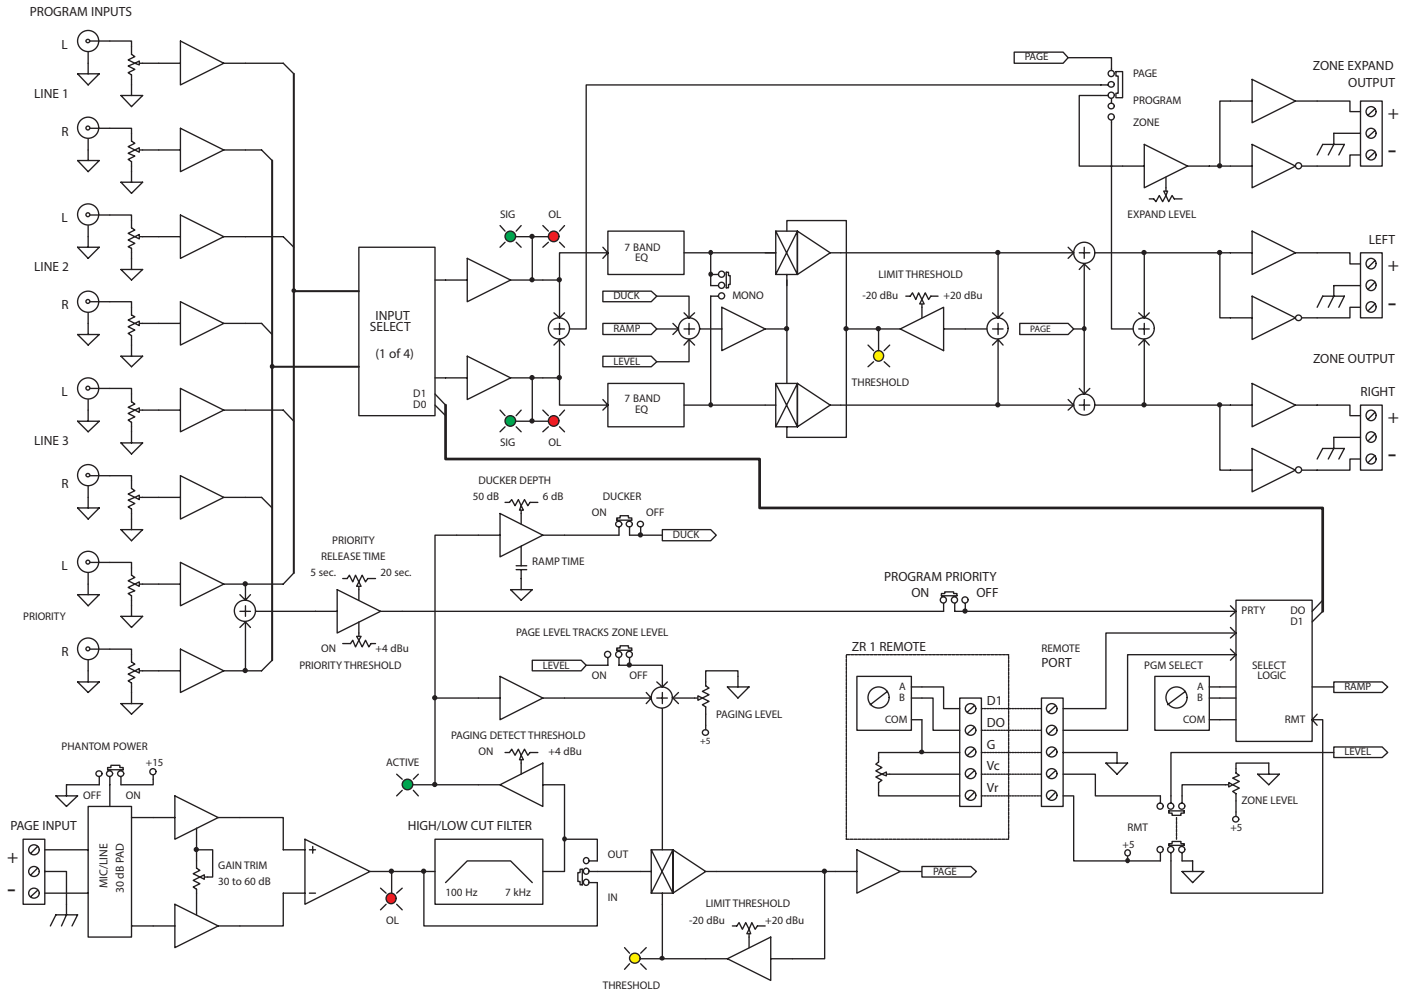 PROGRAM INPUTS
L
LINE 1
R
L
LINE 2
R
L
LINE 3
R
L
PRIORITY
R
INPUT
SELECT
(1 of 4)
D1
D0
SIG
OL
SIG
OL
7 BAND
EQ
7 BAND
EQ
MONO
DUCK
RAMP
LEVEL
LIMIT THRESHOLD
-20 dBu
+20 dBu
THRESHOLD
PAGE
PAGE
PAGE
PROGRAM
ZONE
EXPAND LEVEL
ZONE EXPAND
OUTPUT
+
-
LEFT
+
-
ZONE OUTPUT
RIGHT
+
-
DUCKER DEPTH
50 dB
6 dB
RAMP TIME
DUCKER
ON
OFF
DUCK
PRIORITY
RELEASE TIME
5 sec.
20 sec.
ON
+4 dBu
PRIORITY THRESHOLD
PROGRAM PRIORITY
ON
OFF
PAGE LEVEL TRACKS ZONE LEVEL
LEVEL
ON
OFF
PAGING LEVEL
+5
PAGING DETECT THRESHOLD
ON
+4 dBu
ACTIVE
ZR 1 REMOTE
A
B
COM
D1
DO
G
Vc
Vr
REMOTE
PORT
PGM SELECT
A
B
COM
PRTY
DO
D1
SELECT
LOGIC
RMT
RAMP
LEVEL
ZONE LEVEL
+5
RMT
+5
PHANTOM POWER
+15
OFF
ON
PAGE INPUT
+
-
MIC/LINE
30 dB PAD
GAIN TRIM
30 to 60 dB
+
−
OL
HIGH/LOW CUT FILTER
100 Hz
7 kHz
OUT
IN
PAGE
LIMIT THRESHOLD
-20 dBu
+20 dBu
THRESHOLD